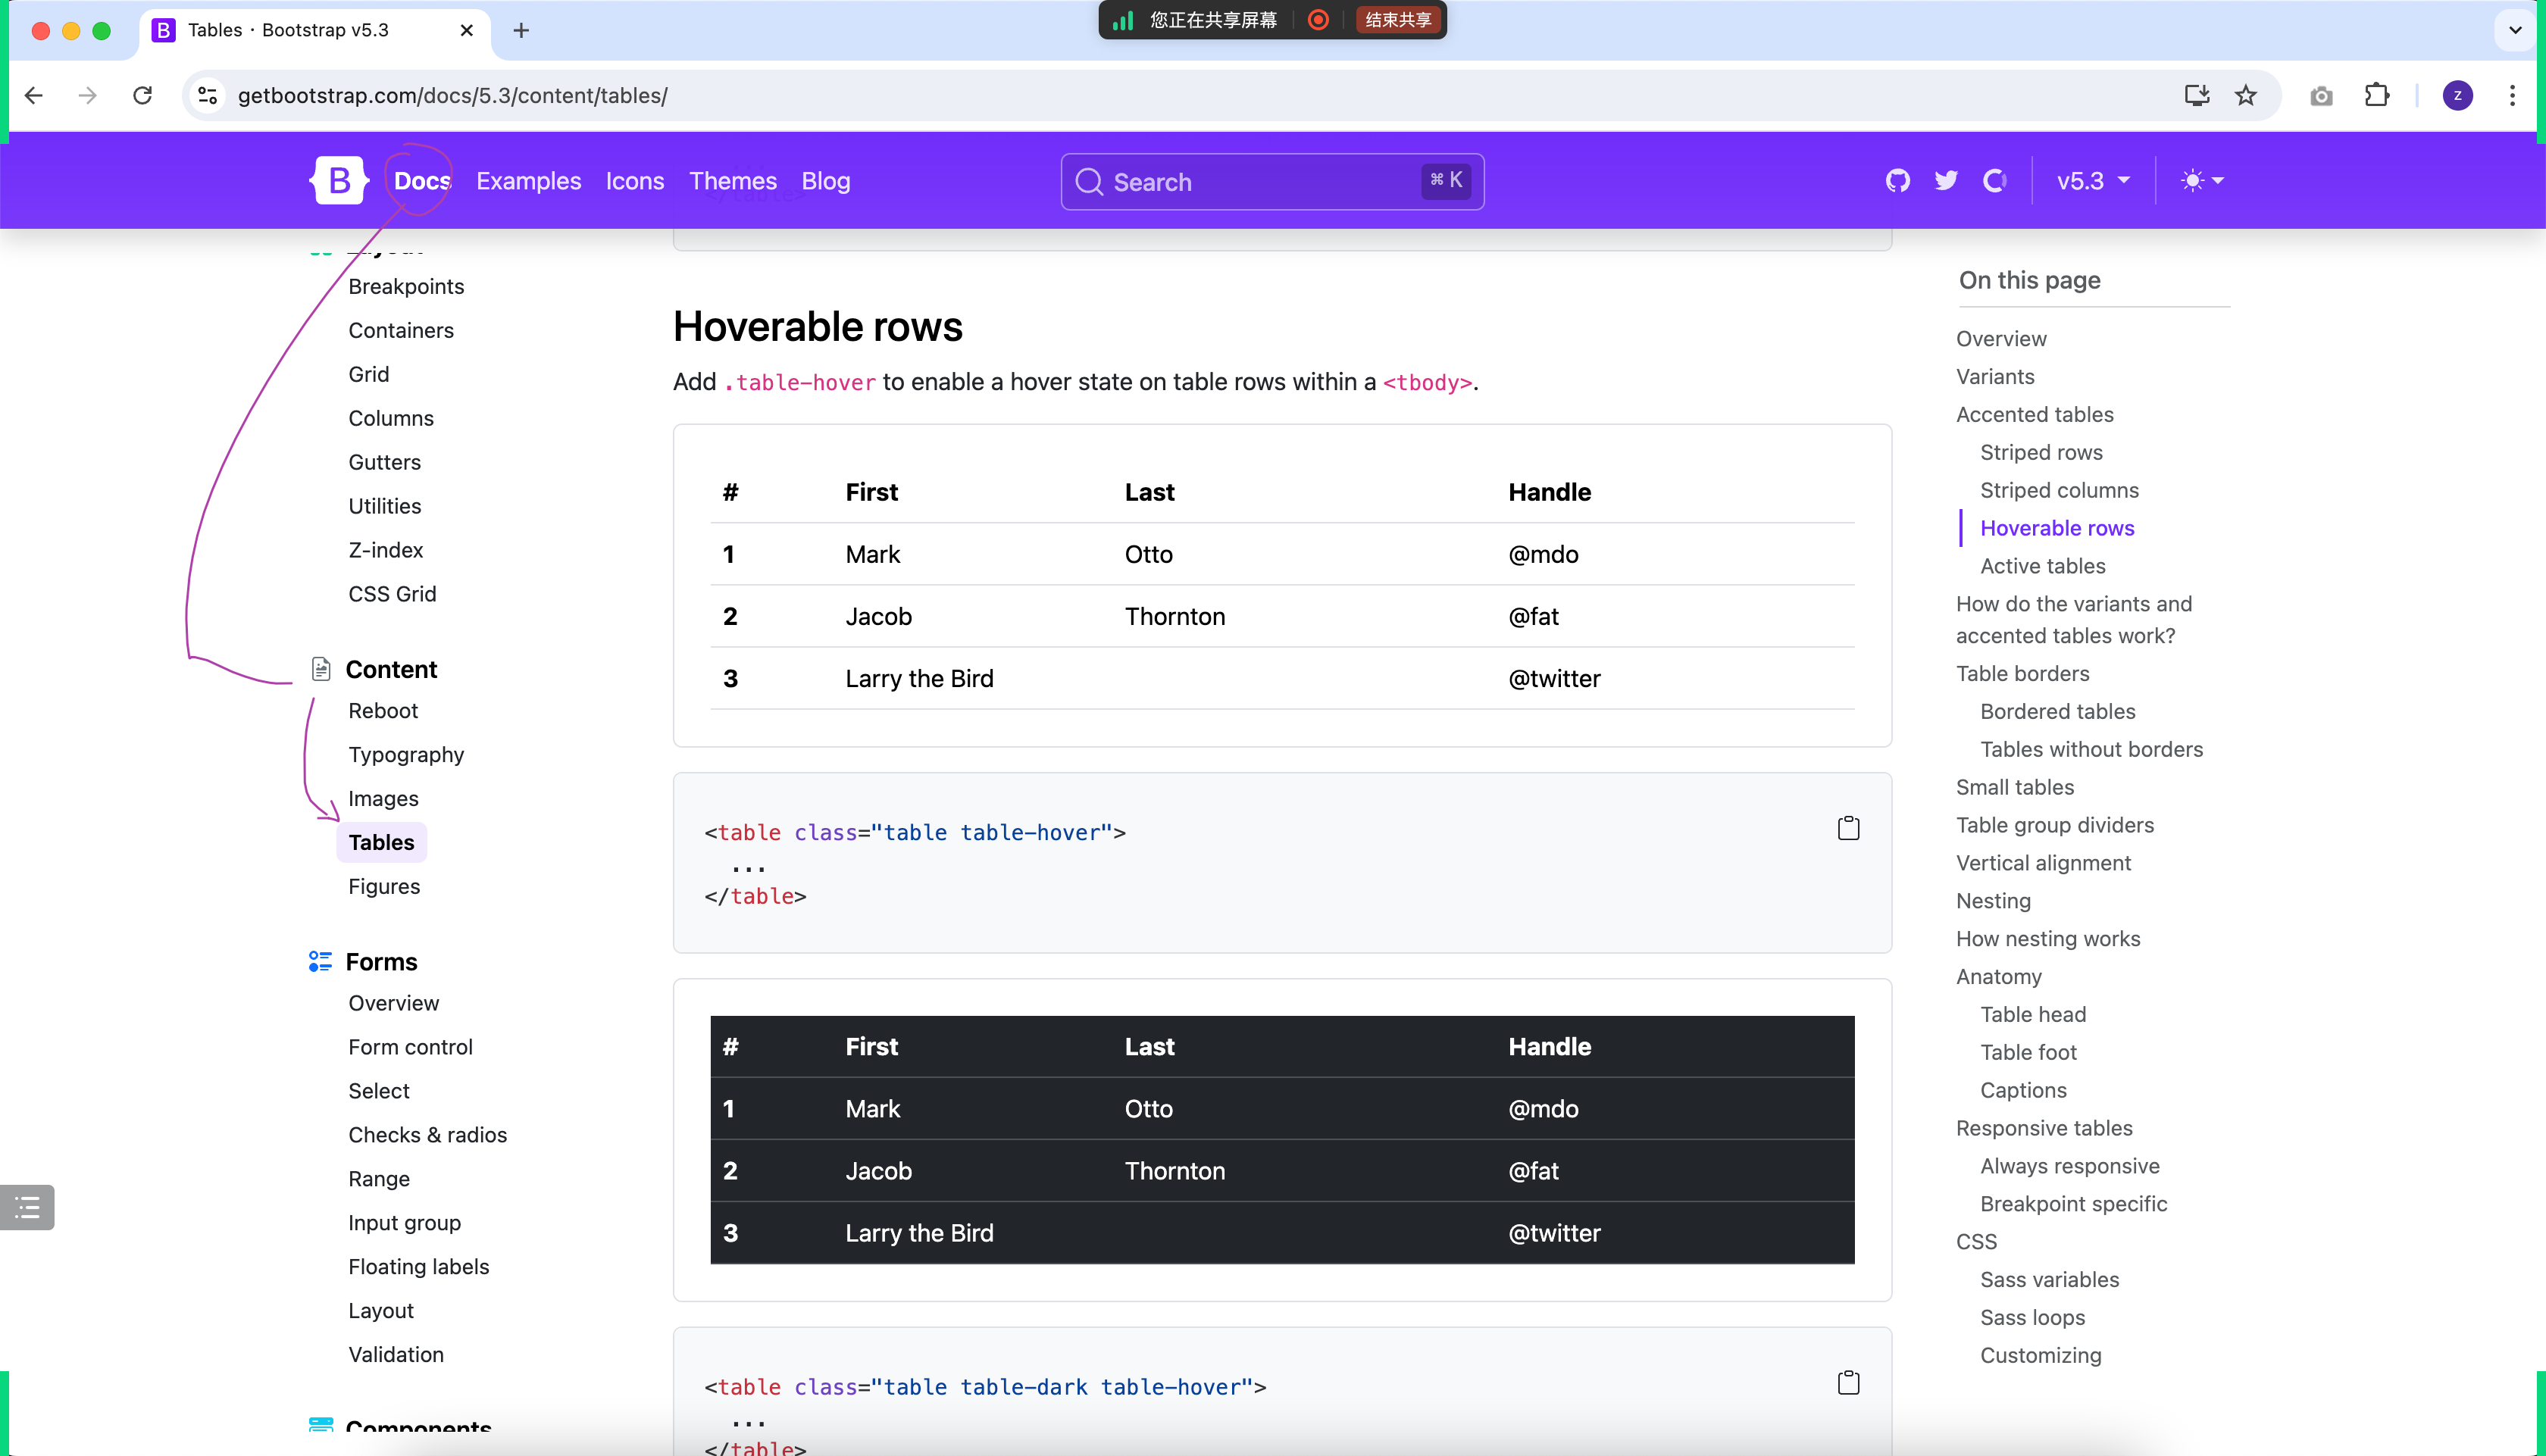 Tables · Bootstrap v5.3
您正在共享屏幕
结束共享
getbootstrap.com/docs/5.3/content/tables/
z
B
Docs
Examples
Icons
Themes
Blog
Search
⌘ K
v5.3
Breakpoints
Containers
Grid
Columns
Gutters
Utilities
Z-index
CSS Grid
Content
Reboot
Typography
Images
Tables
Figures
Forms
Overview
Form control
Select
Checks & radios
Range
Input group
Floating labels
Layout
Validation
Components
Hoverable rows
Add .table-hover to enable a hover state on table rows within a <tbody>.
# First Last Handle
1 Mark Otto @mdo
2 Jacob Thornton @fat
3 Larry the Bird @twitter
<table class="table table-hover">
...
</table>
# First Last Handle
1 Mark Otto @mdo
2 Jacob Thornton @fat
3 Larry the Bird @twitter
<table class="table table-dark table-hover">
...
</table>
On this page
Overview
Variants
Accented tables
Striped rows
Striped columns
Hoverable rows
Active tables
How do the variants and
accented tables work?
Table borders
Bordered tables
Tables without borders
Small tables
Table group dividers
Vertical alignment
Nesting
How nesting works
Anatomy
Table head
Table foot
Captions
Responsive tables
Always responsive
Breakpoint specific
CSS
Sass variables
Sass loops
Customizing